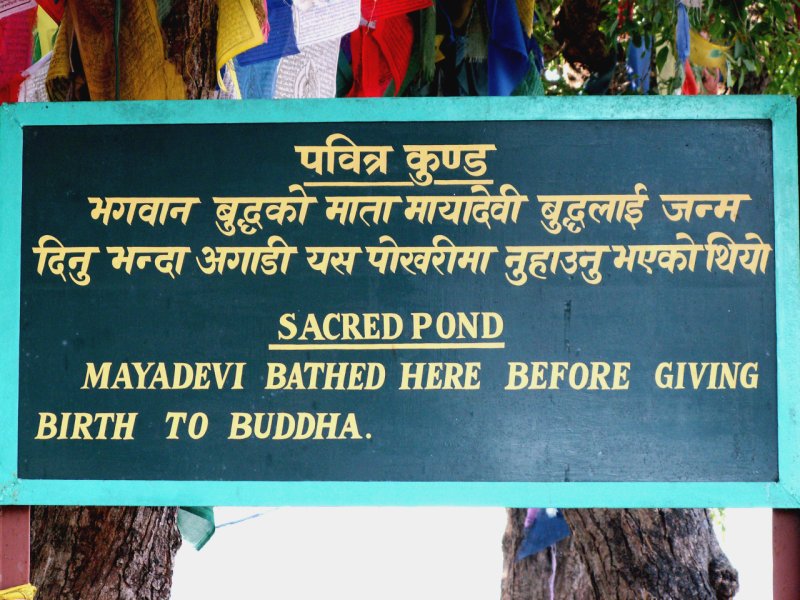 पवित्र कुण्ड
भगवान बुद्धको माता मायादेवी बुद्धलाई जन्म
दिनु भन्दा अगाडी यस पोखरीमा नुहाउनु भएको थियो
SACRED POND
MAYADEVI BATHED HERE BEFORE GIVING
BIRTH TO BUDDHA.